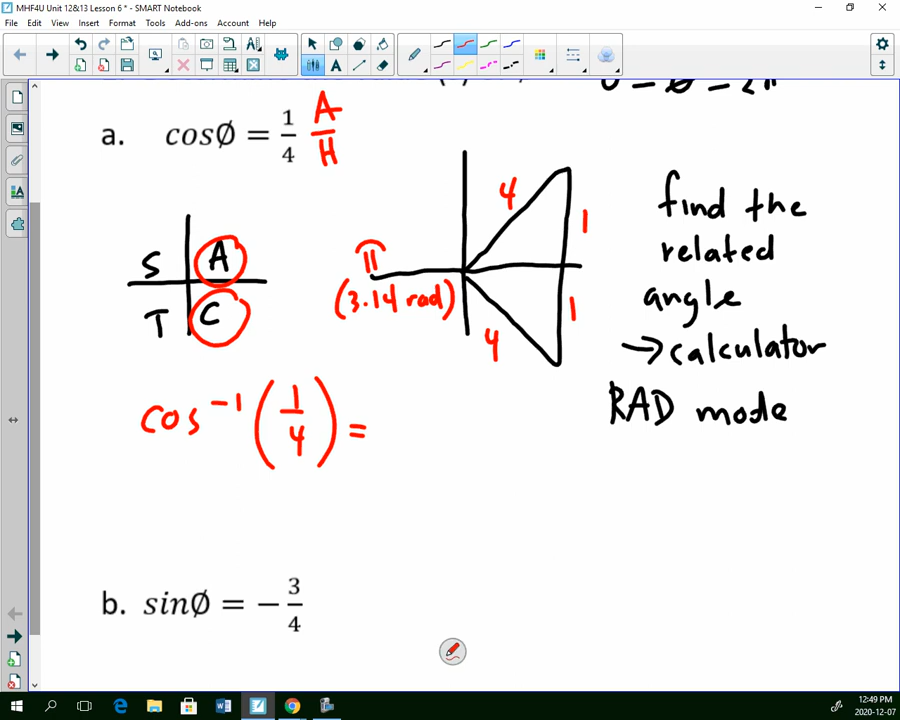 MHF4U Unit 12&13 Lesson 6 * - SMART Notebook
File Edit View Insert Format Tools Add-ons Account Help
a. cosØ = 1/4 A/H
S A
T C
π
(3.14 rad)
4
1
4
1
find the
related
angle
→ calculator
RAD mode
cos⁻¹(1/4) =
b. sinØ = − 3/4
12:49 PM
2020-12-07